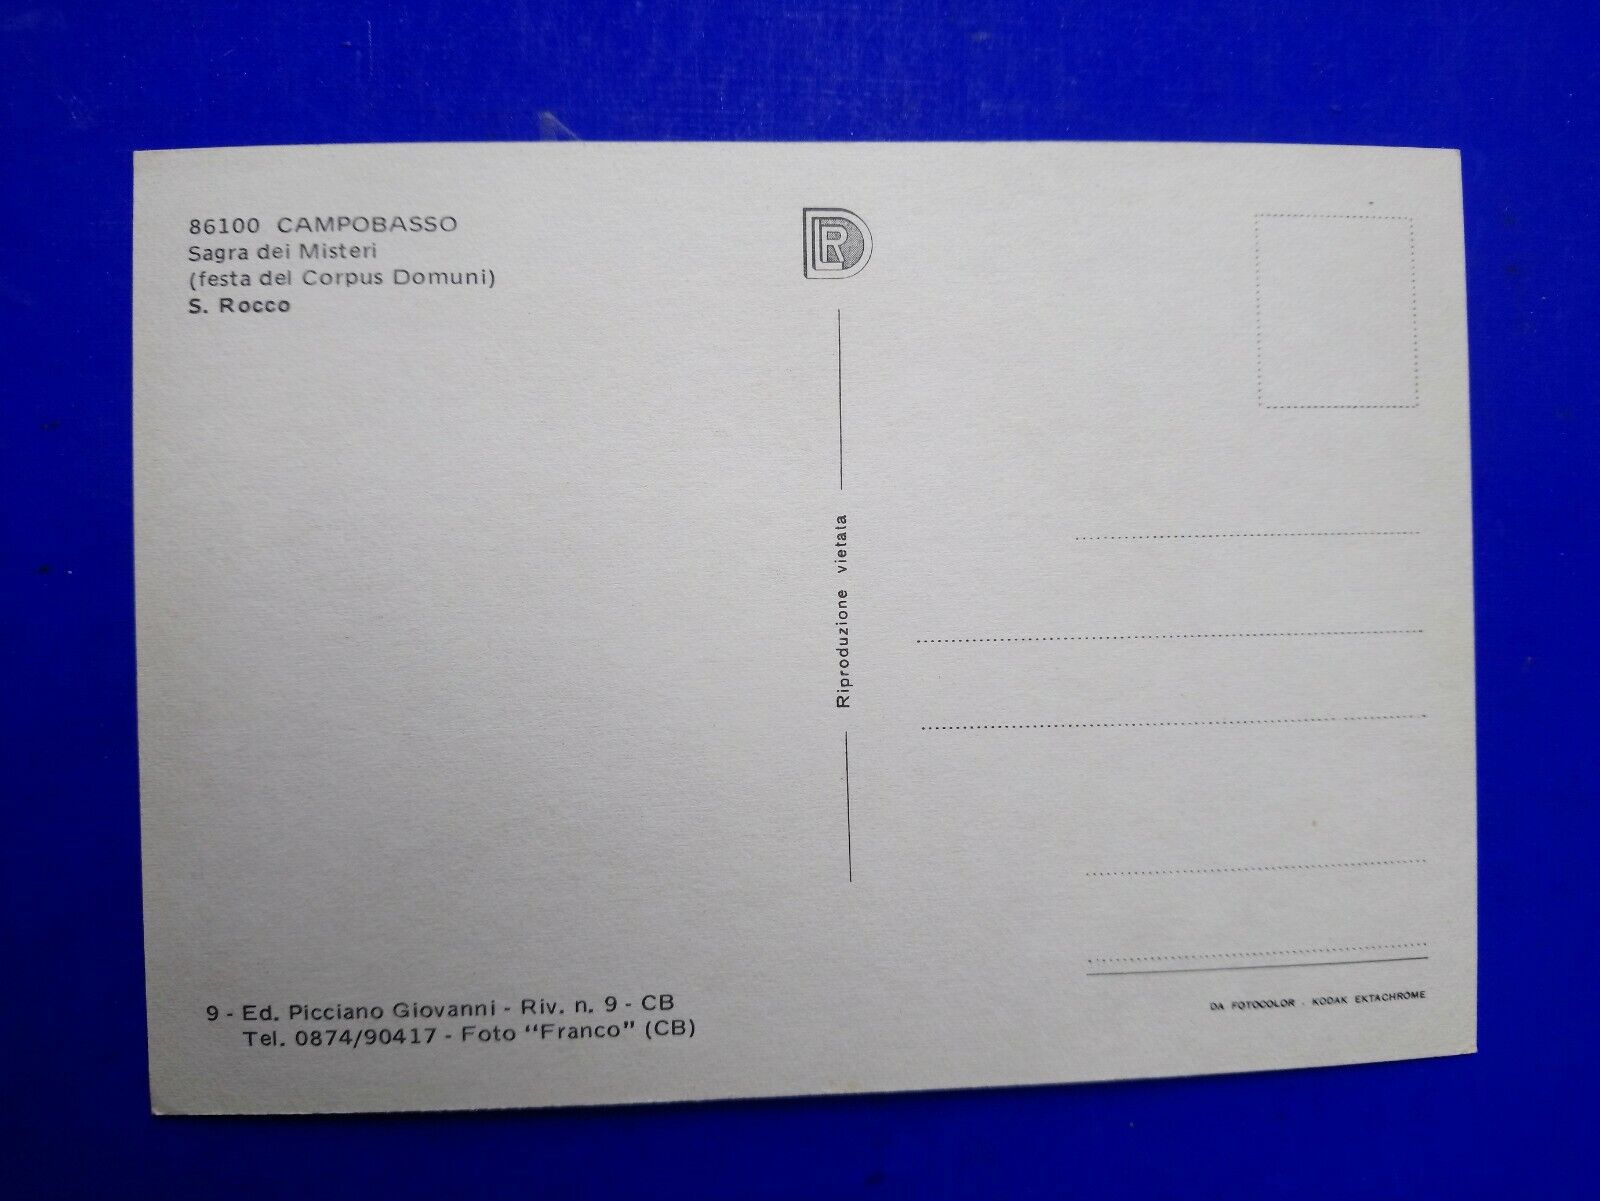 86100 CAMPOBASSO
Sagra dei Misteri
(festa del Corpus Domuni)
S. Rocco
DR
Riproduzione vietata
9 - Ed. Picciano Giovanni - Riv. n. 9 - CB
Tel. 0874/90417 - Foto "Franco" (CB)
DA FOTOCOLOR - KODAK EKTACHROME